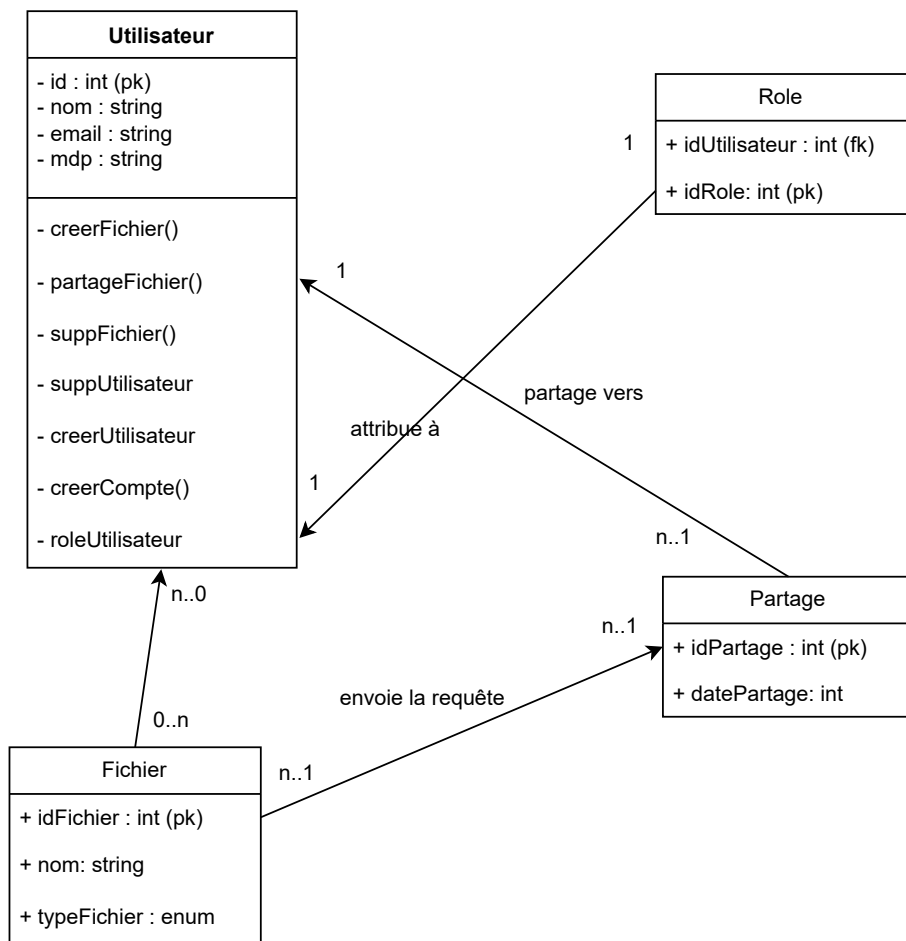 Utilisateur
- id : int (pk)
- nom : string
- email : string
- mdp : string
- creerFichier()
- partageFichier()
- suppFichier()
- suppUtilisateur
- creerUtilisateur
- creerCompte()
- roleUtilisateur
Role
+ idUtilisateur : int (fk)
+ idRole: int (pk)
1
1
partage vers
attribue à
1
n..1
n..0
Partage
+ idPartage : int (pk)
+ datePartage: int
n..1
envoie la requête
0..n
n..1
Fichier
+ idFichier : int (pk)
+ nom: string
+ typeFichier : enum